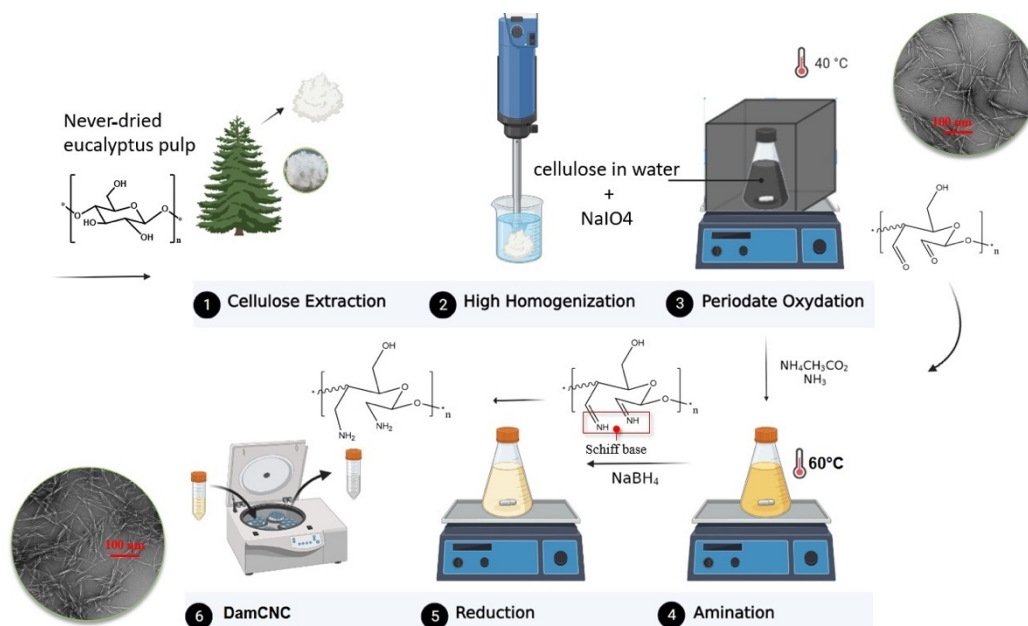 40 °C
100 nm
Never-dried
eucalyptus pulp
OH
O
HO
OH
O
n
cellulose in water
+
NaIO4
OH
O
O
n
O
O
1 Cellulose Extraction
2 High Homogenization
3 Periodate Oxydation
NH₄CH₃CO₂
NH₃
OH
O
O
n
NH₂
NH₂
OH
O
O
n
NH
NH
Schiff base
NaBH₄
60°C
100 nm
6 DamCNC
5 Reduction
4 Amination